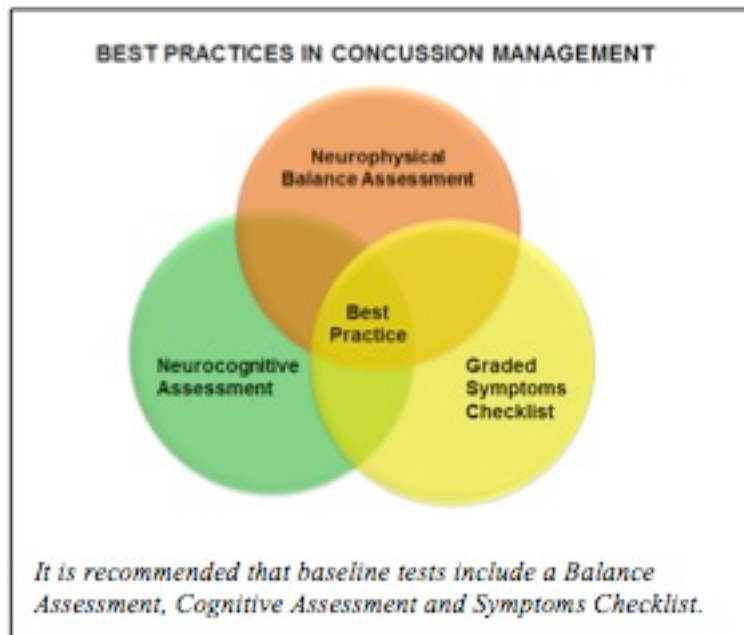 BEST PRACTICES IN CONCUSSION MANAGEMENT
Neurophysical
Balance Assessment
Best
Practice
Neurocognitive
Assessment
Graded
Symptoms
Checklist
It is recommended that baseline tests include a Balance
Assessment, Cognitive Assessment and Symptoms Checklist.